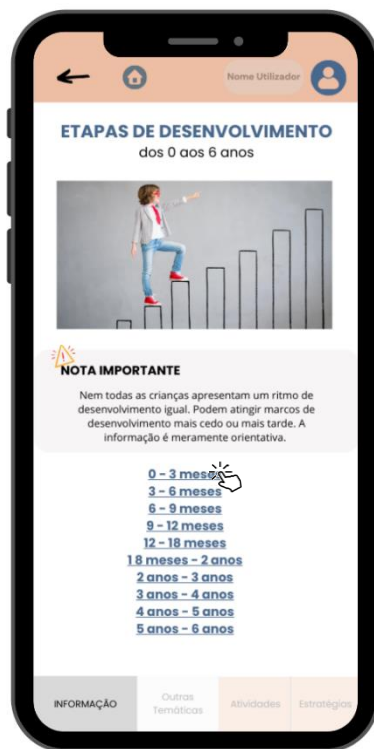 Nome Utilizador
ETAPAS DE DESENVOLVIMENTO
dos 0 aos 6 anos
NOTA IMPORTANTE
Nem todas as crianças apresentam um ritmo de
desenvolvimento igual. Podem atingir marcos de
desenvolvimento mais cedo ou mais tarde. A
informação é meramente orientativa.
0 - 3 meses
3 - 6 meses
6 - 9 meses
9 - 12 meses
12 - 18 meses
18 meses - 2 anos
2 anos - 3 anos
3 anos - 4 anos
4 anos - 5 anos
5 anos - 6 anos
INFORMAÇÃO
Outras
Temáticas
Atividades
Estratégias